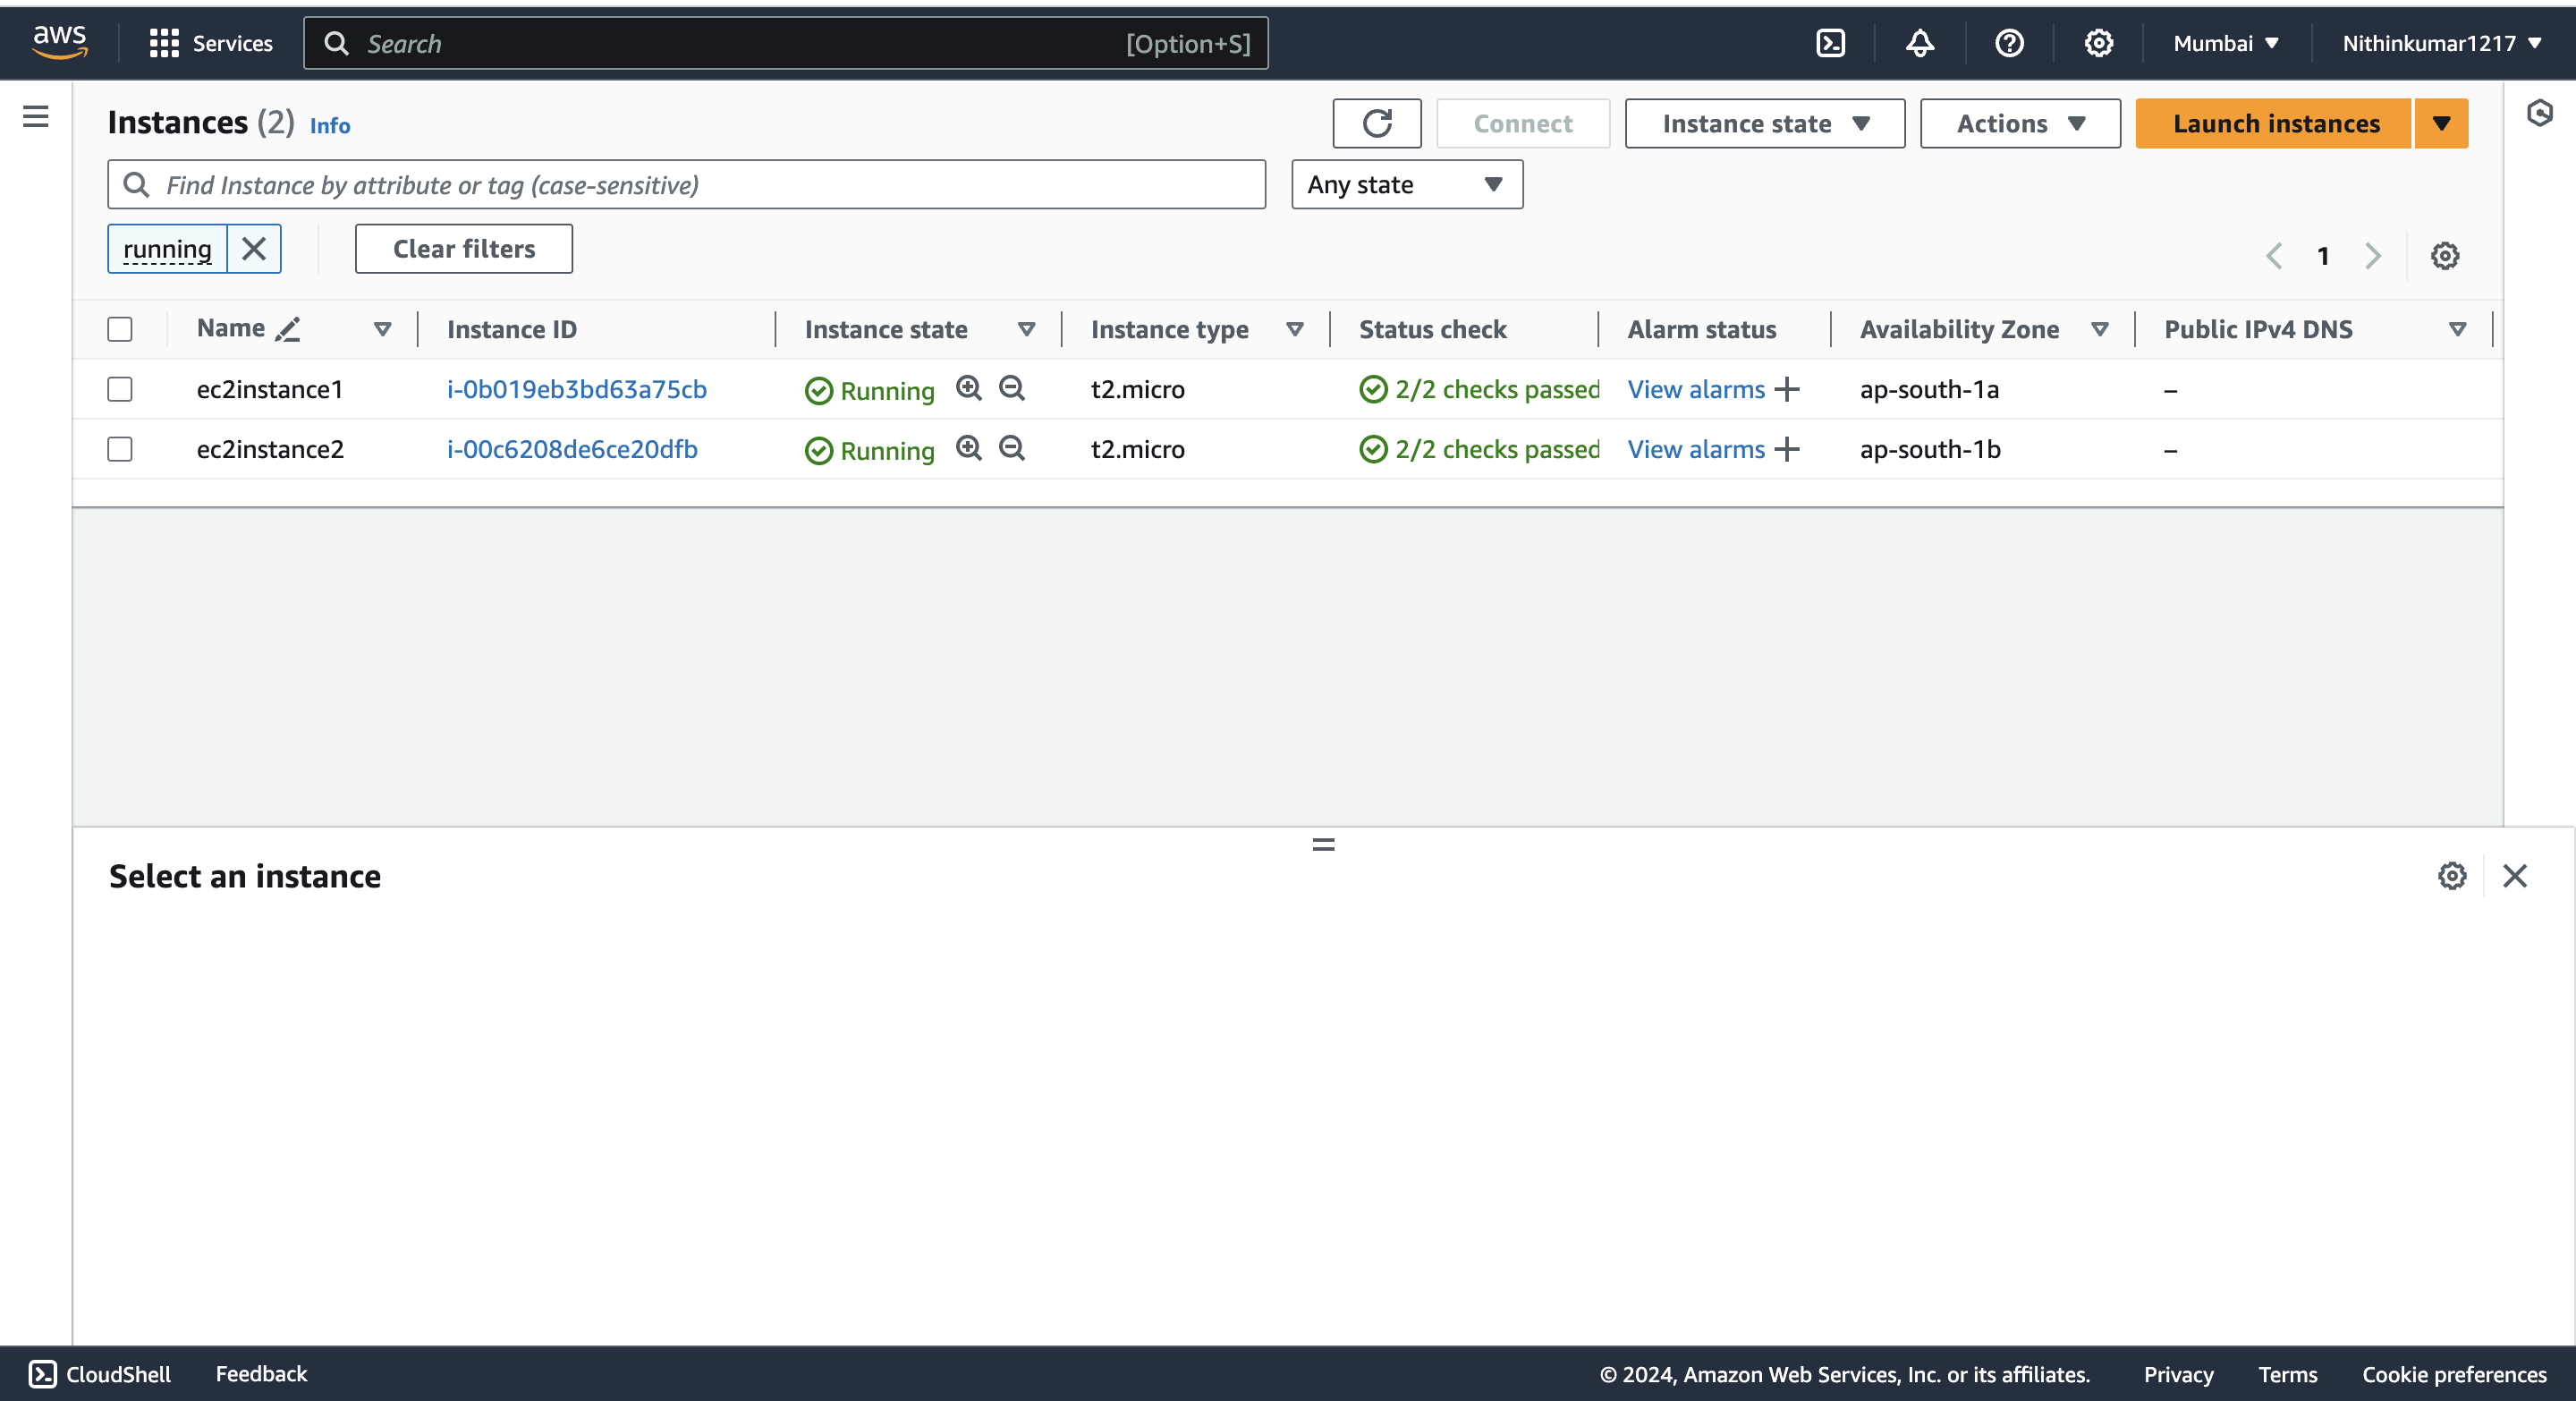 aws Services Search [Option+S] Mumbai Nithinkumar1217
Instances (2) Info Connect Instance state Actions Launch instances
Find Instance by attribute or tag (case-sensitive) Any state
running Clear filters 1
Name Instance ID Instance state Instance type Status check Alarm status Availability Zone Public IPv4 DNS
ec2instance1 i-0b019eb3bd63a75cb Running t2.micro 2/2 checks passed View alarms + ap-south-1a –
ec2instance2 i-00c6208de6ce20dfb Running t2.micro 2/2 checks passed View alarms + ap-south-1b –
Select an instance
CloudShell Feedback © 2024, Amazon Web Services, Inc. or its affiliates. Privacy Terms Cookie preferences